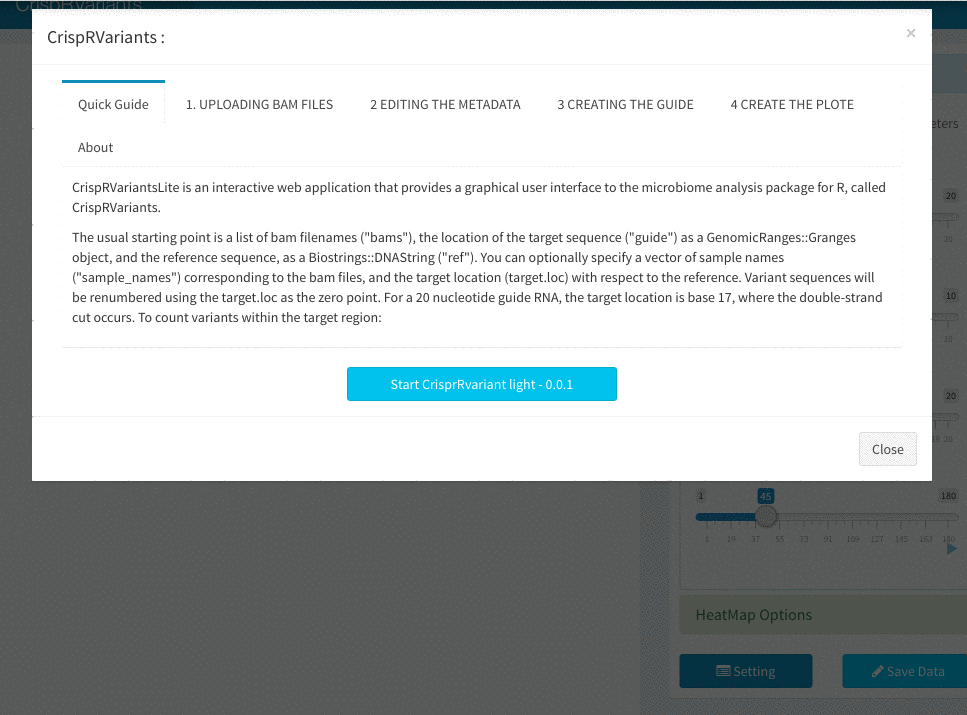 CrispRVariants
CrispRVariants :
×
Quick Guide
1. UPLOADING BAM FILES
2 EDITING THE METADATA
3 CREATING THE GUIDE
4 CREATE THE PLOTE
About
CrispRVariantsLite is an interactive web application that provides a graphical user interface to the microbiome analysis package for R, called
CrispRVariants.
The usual starting point is a list of bam filenames ("bams"), the location of the target sequence ("guide") as a GenomicRanges::Granges
object, and the reference sequence, as a Biostrings::DNAString ("ref"). You can optionally specify a vector of sample names
("sample_names") corresponding to the bam files, and the target location (target.loc) with respect to the reference. Variant sequences will
be renumbered using the target.loc as the zero point. For a 20 nucleotide guide RNA, the target location is base 17, where the double-strand
cut occurs. To count variants within the target region:
Start CrisprRvariant light - 0.0.1
Close
eters
20
20
10
10
20
18 20
1 45 180
1 19 37 55 73 91 109 127 145 163 180
HeatMap Options
Setting
Save Data